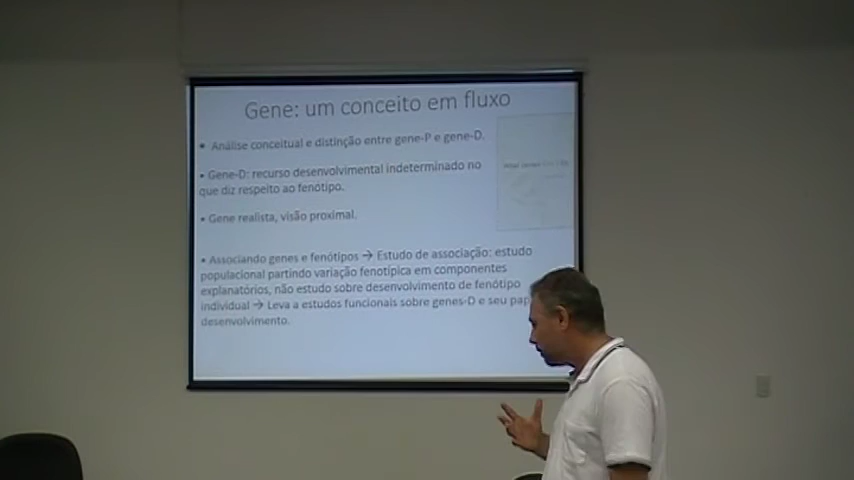 Gene: um conceito em fluxo
• Análise conceitual e distinção entre gene-P e gene-D.
• Gene-D: recurso desenvolvimental indeterminado no
que diz respeito ao fenótipo.
• Gene realista, visão proximal.
• Associando genes e fenótipos → Estudo de associação: estudo
populacional partindo variação fenotípica em componentes
explanatórios, não estudo sobre desenvolvimento de fenótipo
individual → Leva a estudos funcionais sobre genes-D e seu
desenvolvimento.